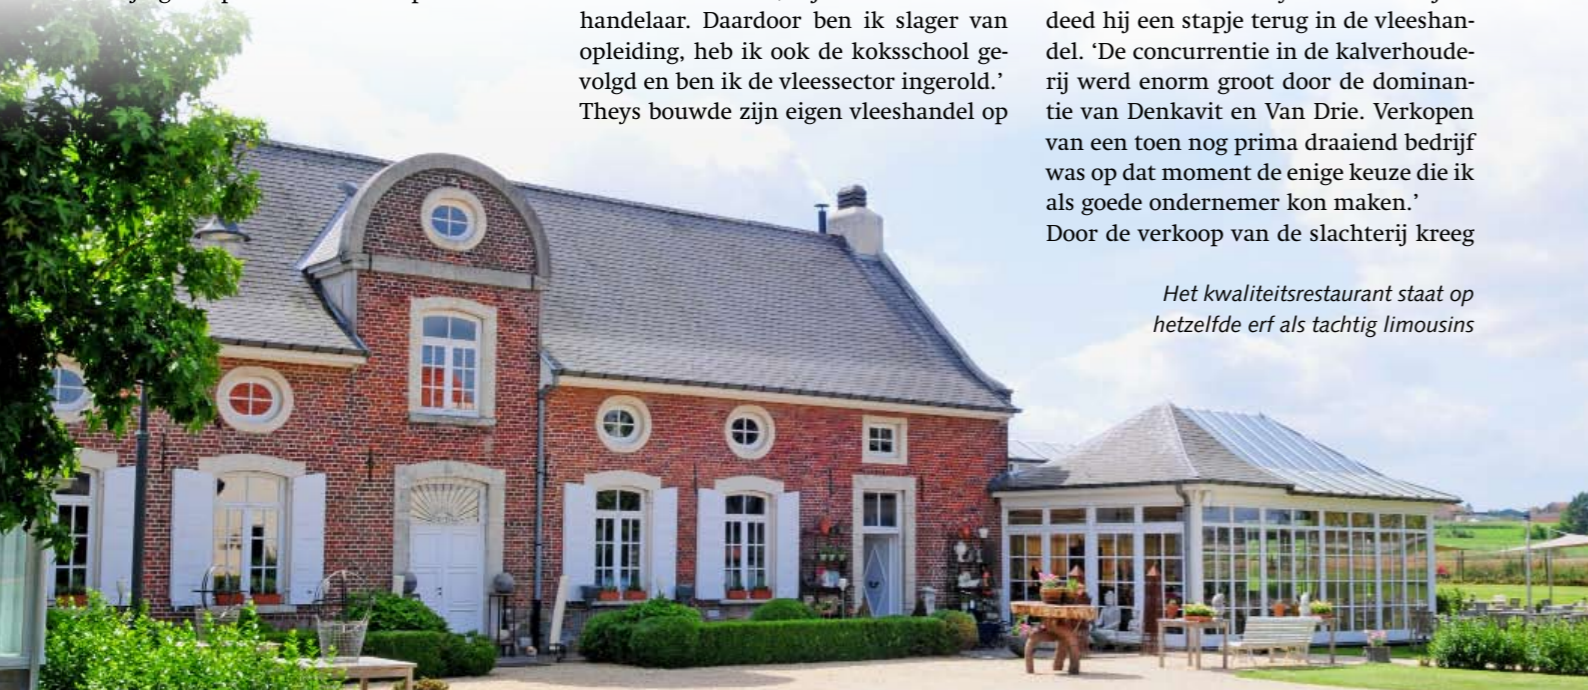 handelaar. Daardoor ben ik slager van
opleiding, heb ik ook de koksschool ge-
volgd en ben ik de vleessector ingerold.’
Theys bouwde zijn eigen vleeshandel op
deed hij een stapje terug in de vleeshan-
del. ‘De concurrentie in de kalverhoude-
rij werd enorm groot door de dominan-
tie van Denkavit en Van Drie. Verkopen
van een toen nog prima draaiend bedrijf
was op dat moment de enige keuze die ik
als goede ondernemer kon maken.’
Door de verkoop van de slachterij kreeg
Het kwaliteitsrestaurant staat op
hetzelfde erf als tachtig limousins